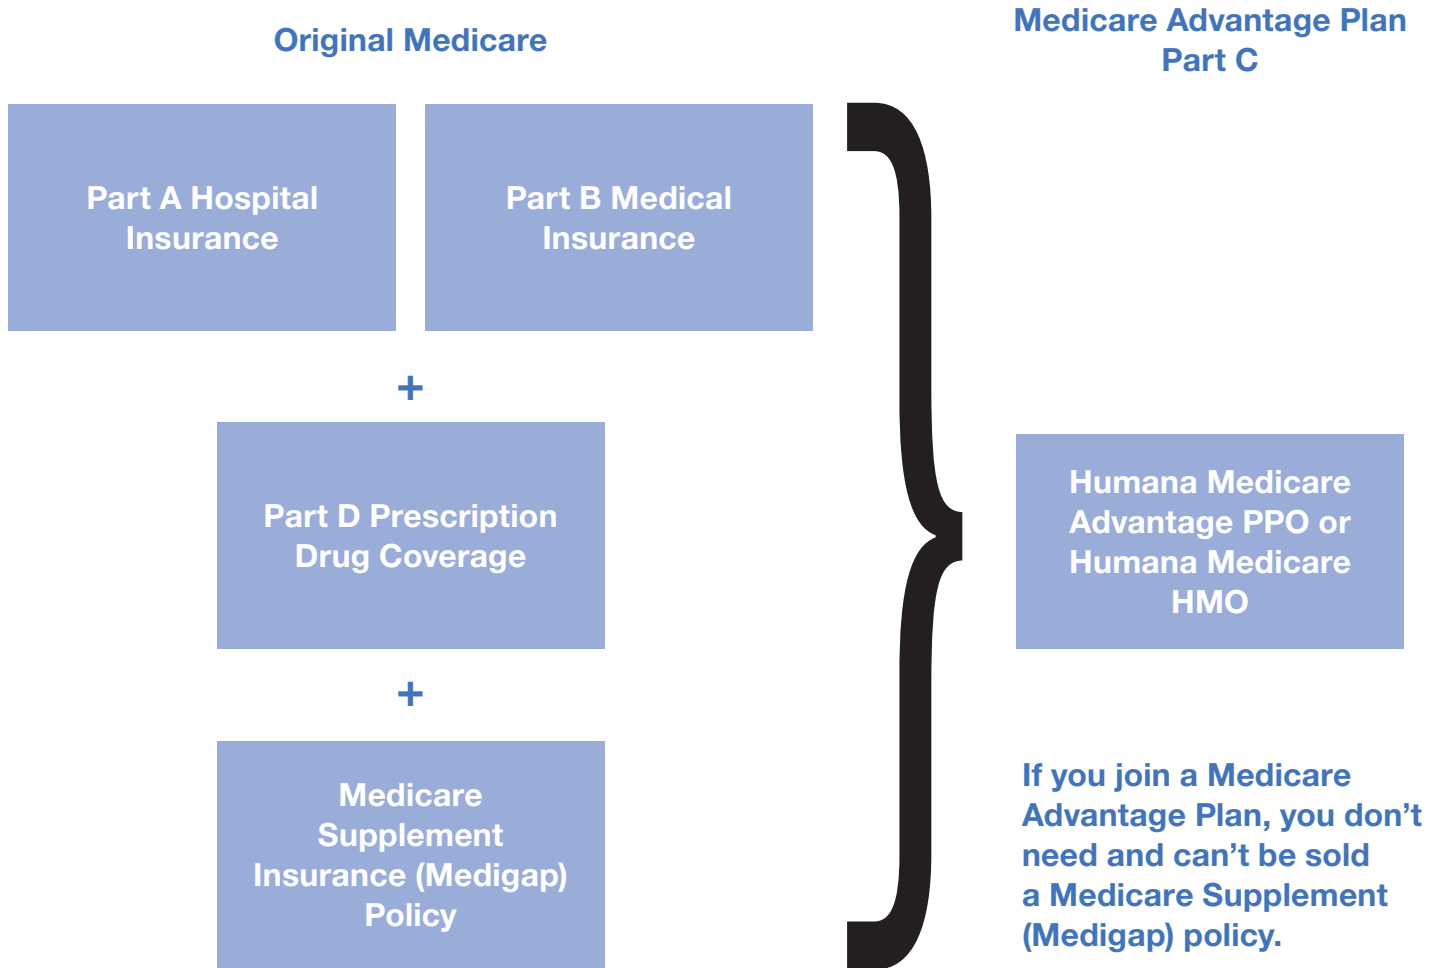 Original Medicare
Medicare Advantage Plan
Part C
Part A Hospital
Insurance
Part B Medical
Insurance
+
Part D Prescription
Drug Coverage
+
Medicare
Supplement
Insurance (Medigap)
Policy
Humana Medicare
Advantage PPO or
Humana Medicare
HMO
If you join a Medicare
Advantage Plan, you don’t
need and can’t be sold
a Medicare Supplement
(Medigap) policy.